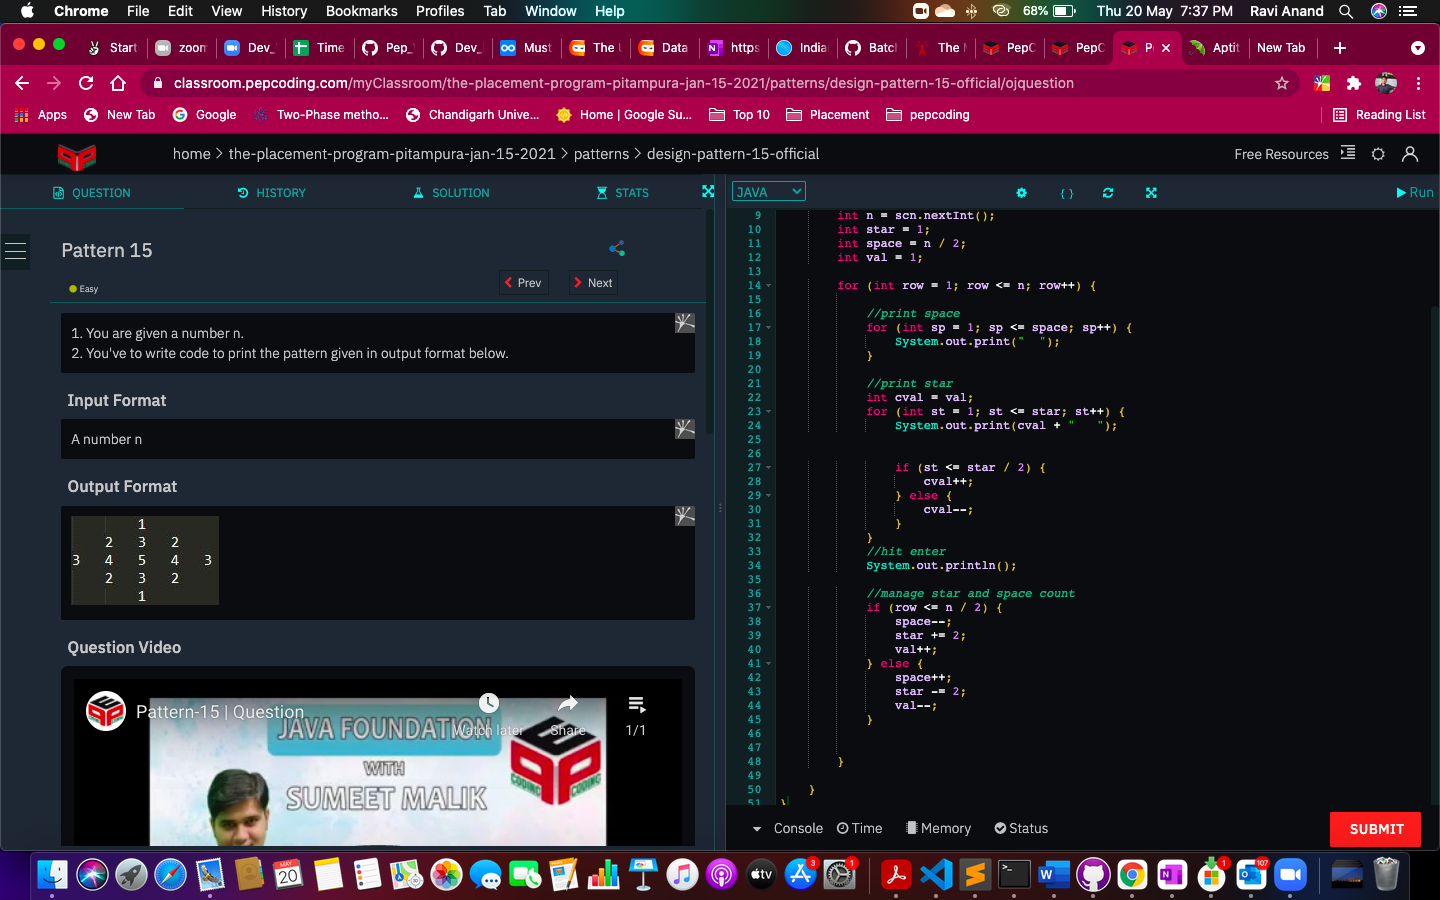 Chrome File Edit View History Bookmarks Profiles Tab Window Help 68% Thu 20 May 7:37 PM Ravi Anand
Start zoom Dev_ Time Pep_ Dev_ Must The Data https India Batch The PepC PepC Aptit New Tab
classroom.pepcoding.com/myClassroom/the-placement-program-pitampura-jan-15-2021/patterns/design-pattern-15-official/ojquestion
Apps New Tab Google Two-Phase metho... Chandigarh Unive... Home | Google Su... Top 10 Placement pepcoding Reading List
home > the-placement-program-pitampura-jan-15-2021 > patterns > design-pattern-15-official Free Resources
QUESTION HISTORY SOLUTION STATS
Pattern 15
Easy
Prev Next
1. You are given a number n.
2. You've to write code to print the pattern given in output format below.
Input Format
A number n
Output Format
1
2 3 2
3 4 5 4 3
2 3 2
1
Question Video
Pattern-15 | Question
Watch later Share 1/1
JAVA FOUNDATION
WITH
SUMEET MALIK
CODING CODING
JAVA { } Run
9 int n = scn.nextInt();
10 int star = 1;
11 int space = n / 2;
12 int val = 1;
13
14 for (int row = 1; row <= n; row++) {
15
16 //print space
17 for (int sp = 1; sp <= space; sp++) {
18 System.out.print("  ");
19 }
20
21 //print star
22 int cval = val;
23 for (int st = 1; st <= star; st++) {
24 System.out.print(cval + "   ");
25
26
27 if (st <= star / 2) {
28 cval++;
29 } else {
30 cval--;
31 }
32 }
33 //hit enter
34 System.out.println();
35
36 //manage star and space count
37 if (row <= n / 2) {
38 space--;
39 star += 2;
40 val++;
41 } else {
42 space++;
43 star -= 2;
44 val--;
45 }
46
47
48 }
49
50 }
51 }
Console Time Memory Status SUBMIT
MAY 20 tv 3 1 W N 1 107